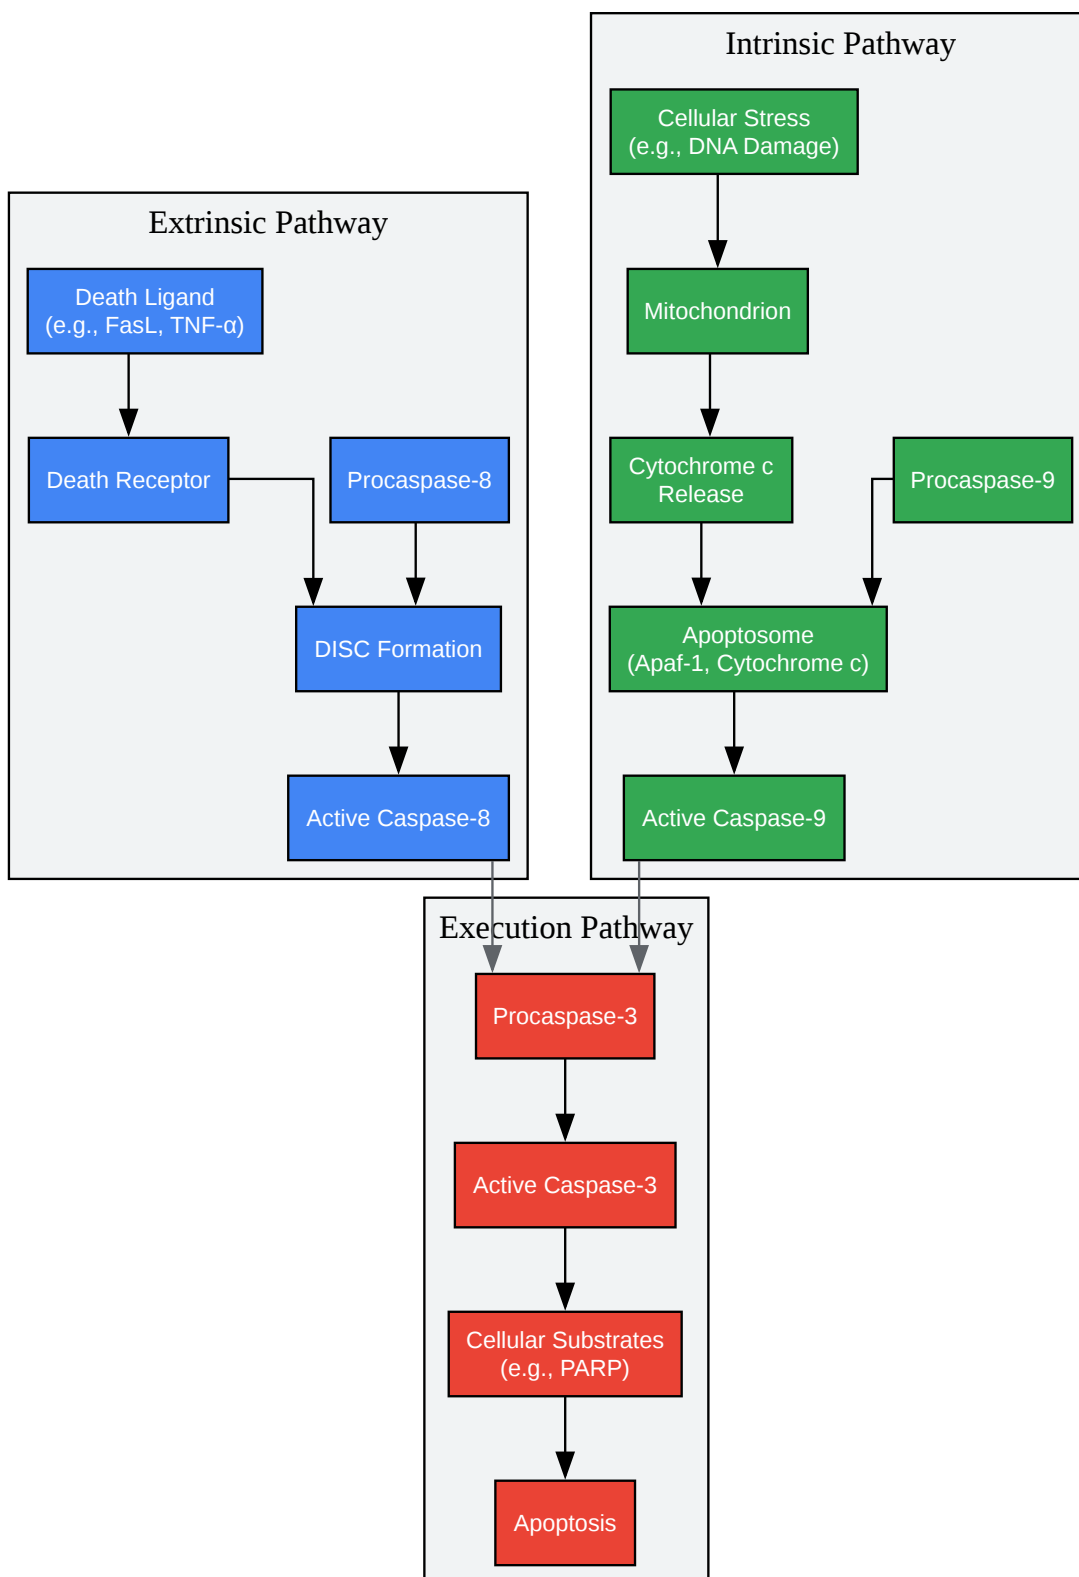 Intrinsic Pathway
Cellular Stress
(e.g., DNA Damage)
Mitochondrion
Cytochrome c
Release
Procaspase-9
Apoptosome
(Apaf-1, Cytochrome c)
Active Caspase-9
Extrinsic Pathway
Death Ligand
(e.g., FasL, TNF-α)
Death Receptor
Procaspase-8
DISC Formation
Active Caspase-8
Execution Pathway
Procaspase-3
Active Caspase-3
Cellular Substrates
(e.g., PARP)
Apoptosis